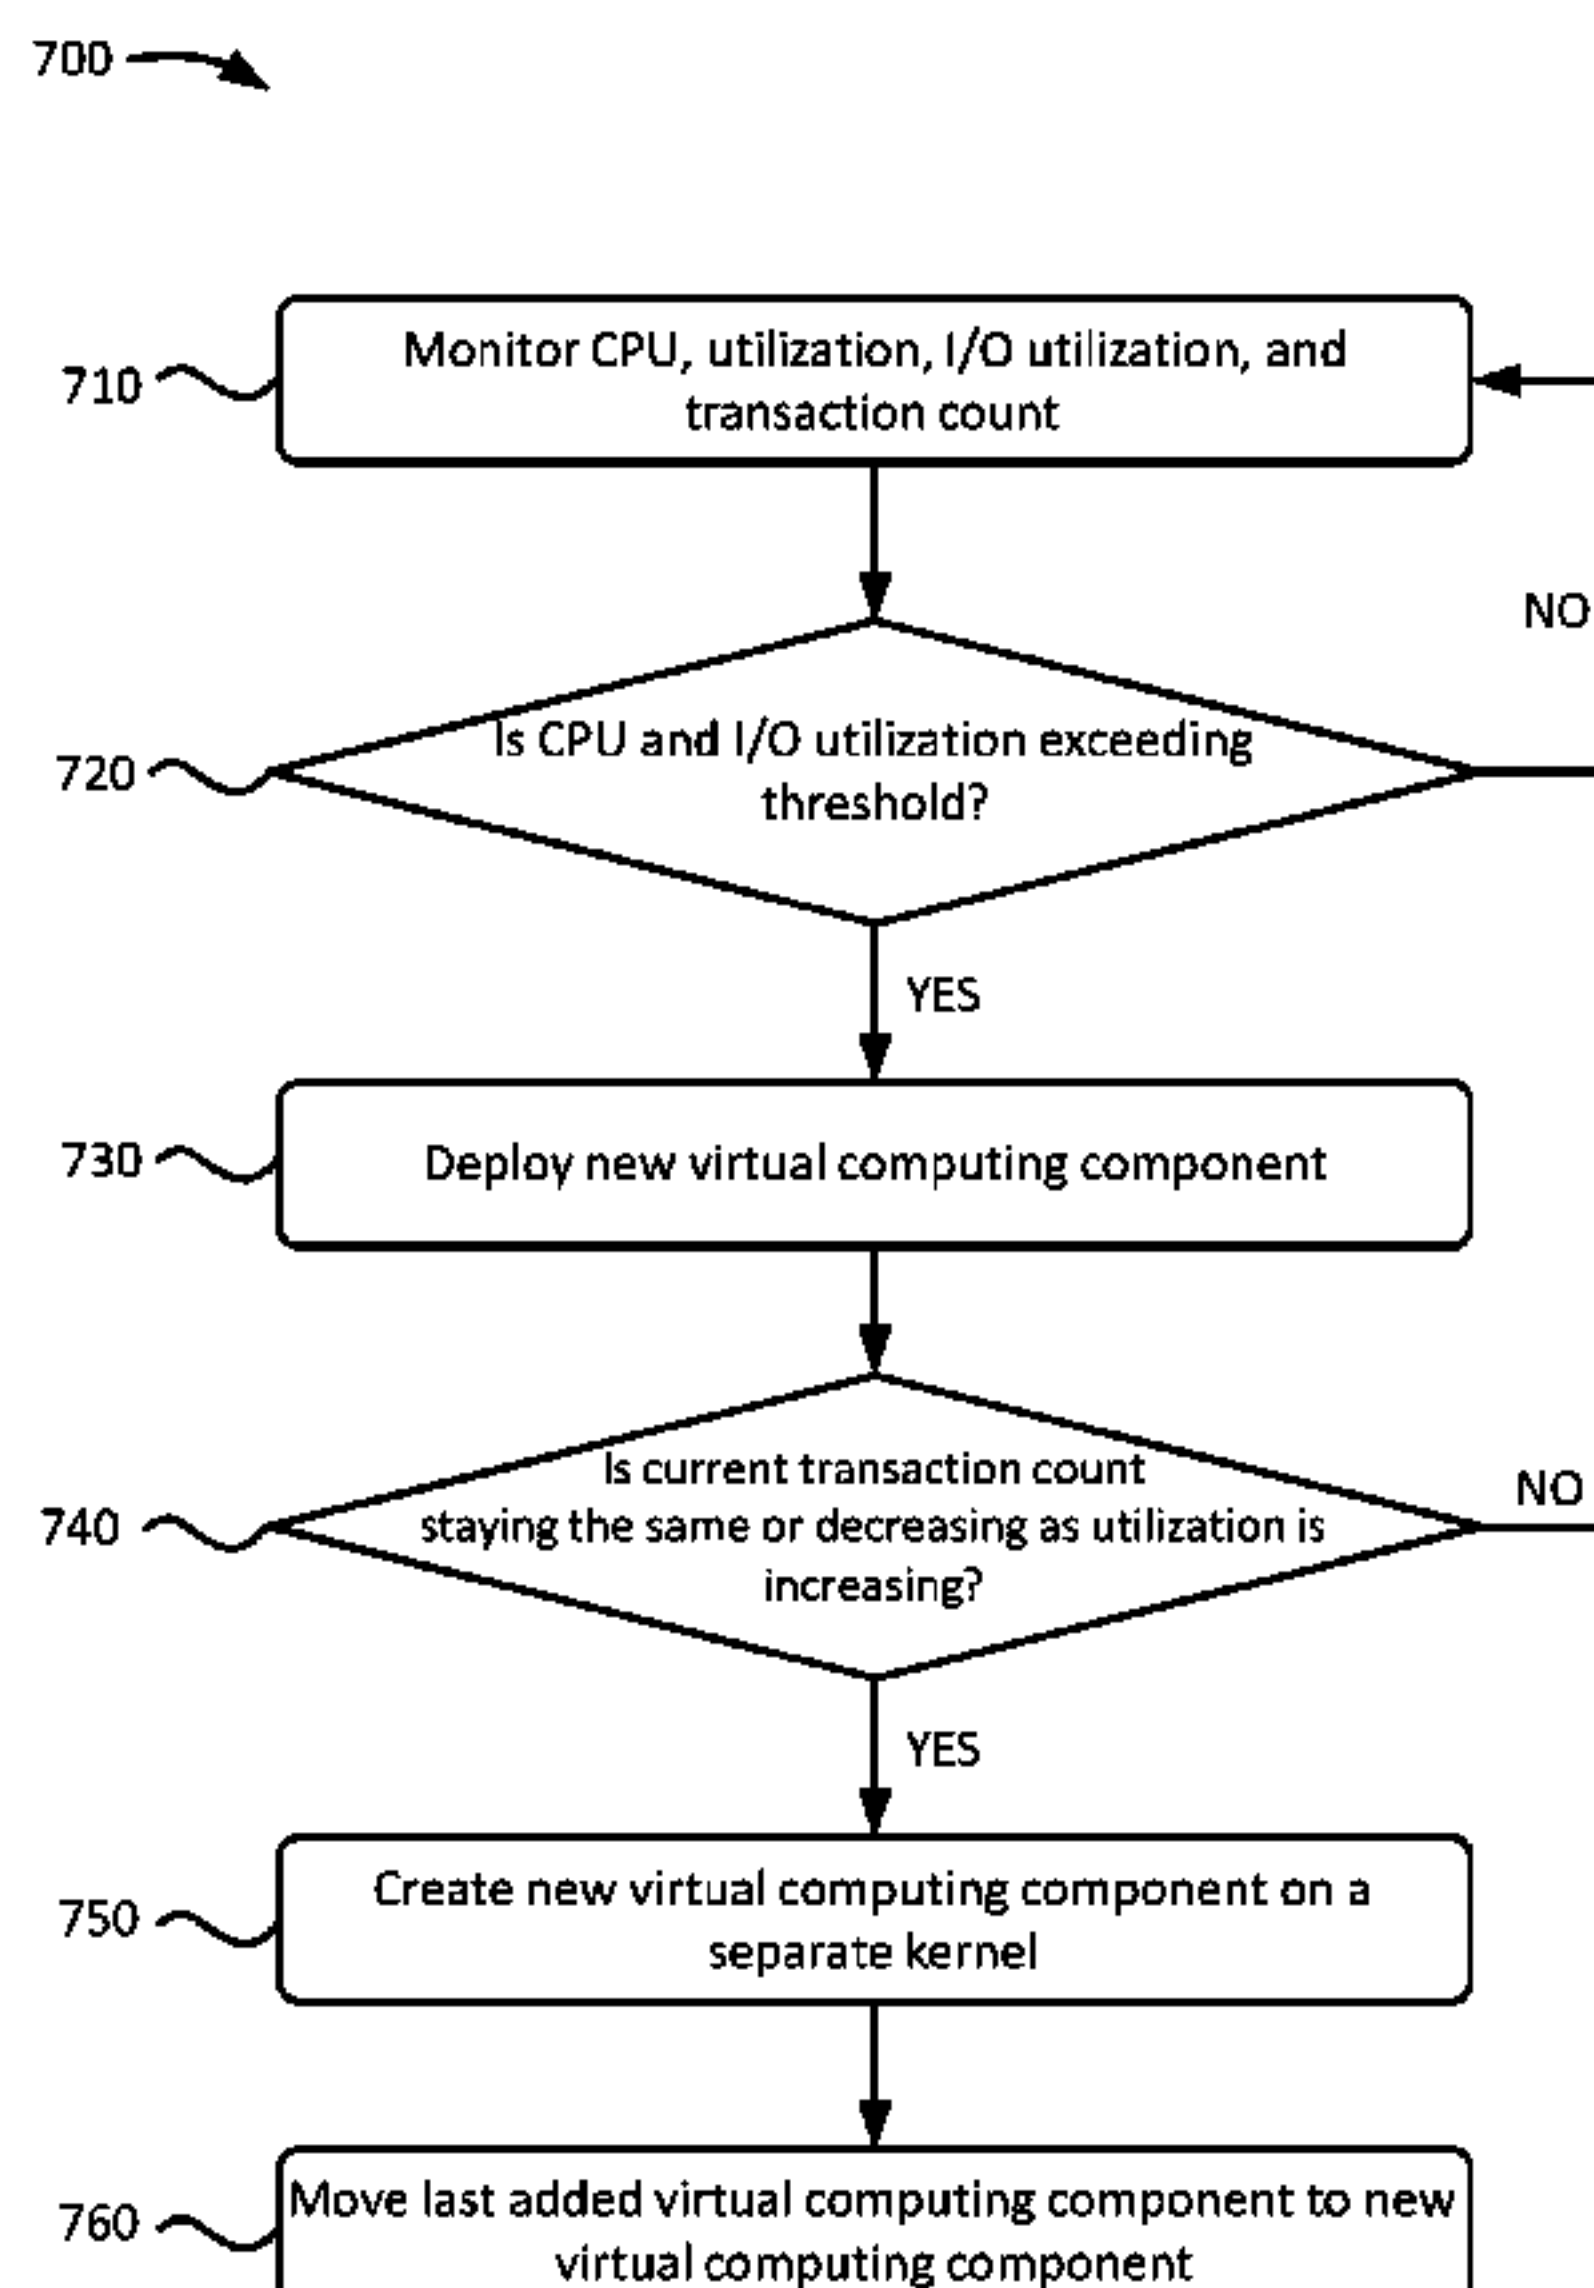 700
710
Monitor CPU, utilization, I/O utilization, and
transaction count
NO
720
Is CPU and I/O utilization exceeding
threshold?
YES
730
Deploy new virtual computing component
740
Is current transaction count
staying the same or decreasing as utilization is
increasing?
NO
YES
750
Create new virtual computing component on a
separate kernel
760
Move last added virtual computing component to new
virtual computing component